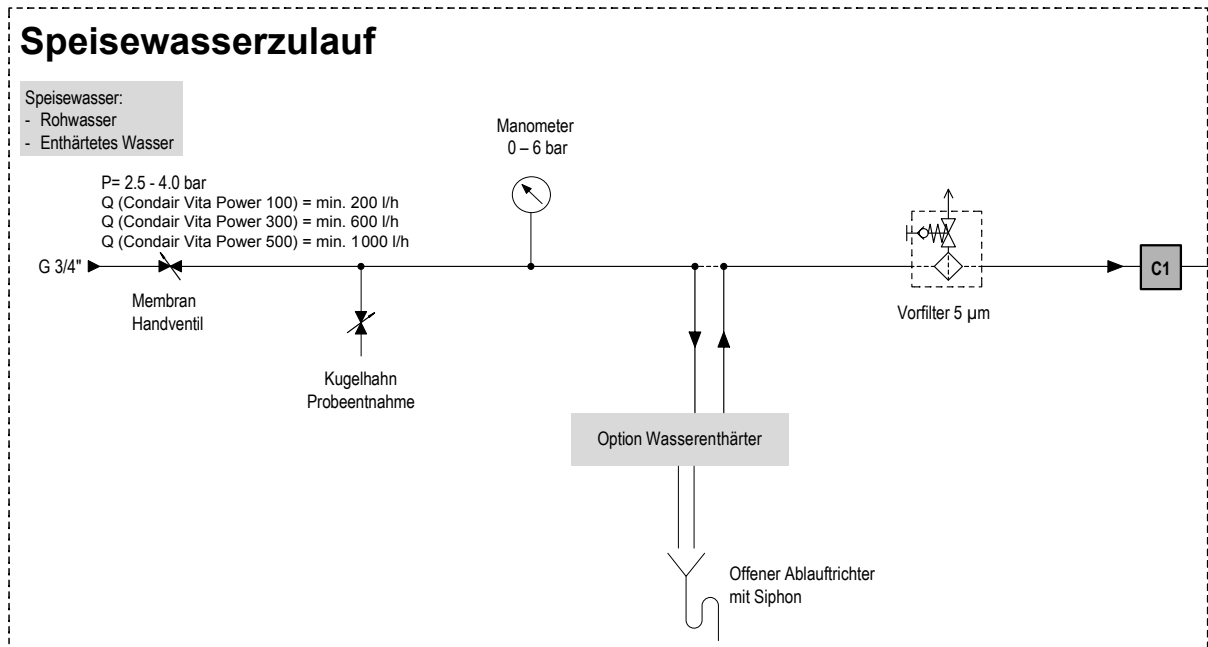 Speisewasserzulauf
Speisewasser:
- Rohwasser
- Enthärtetes Wasser
P= 2.5 - 4.0 bar
Q (Condair Vita Power 100) = min. 200 l/h
Q (Condair Vita Power 300) = min. 600 l/h
Q (Condair Vita Power 500) = min. 1000 l/h
G 3/4"
Membran
Handventil
Kugelhahn
Probeentnahme
Manometer
0 – 6 bar
Option Wasserenthärter
Offener Ablauftrichter
mit Siphon
Vorfilter 5 µm
C1